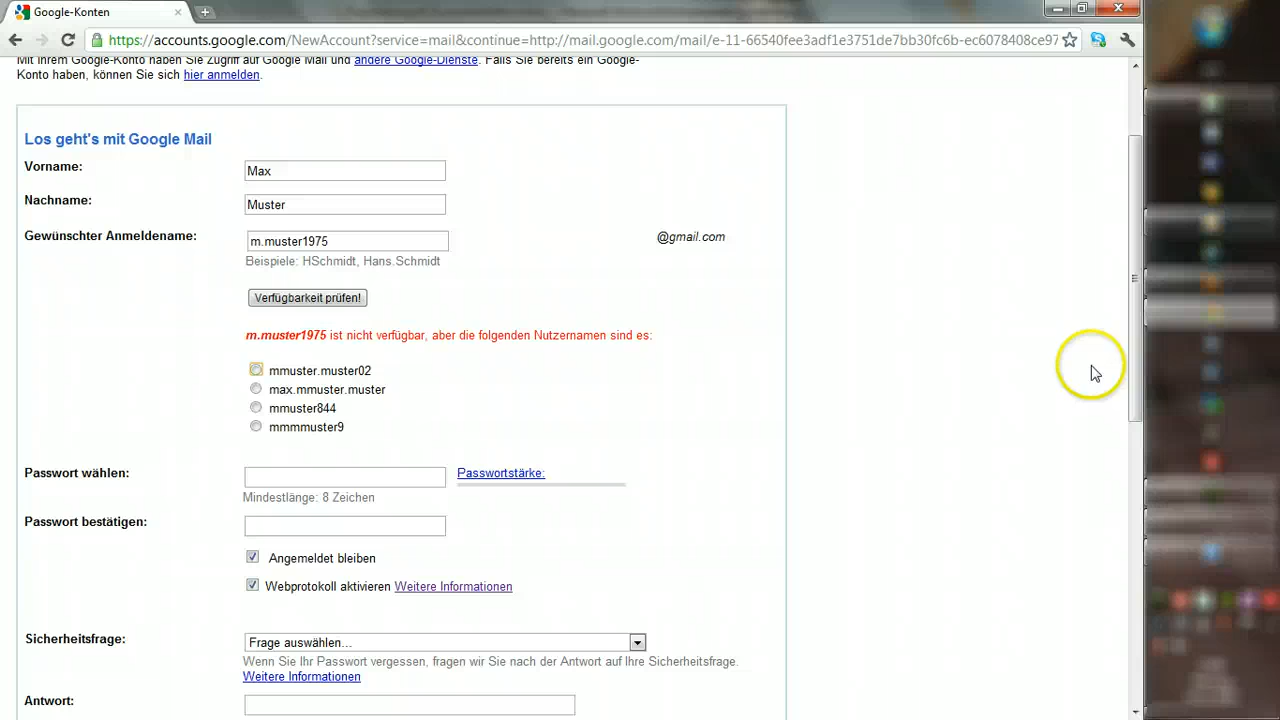 Google-Konten
https://accounts.google.com/NewAccount?service=mail&continue=http://mail.google.com/mail/e-11-66540fee3adf1e3751de7bb30fc6b-ec6078408ce97
Mit Ihrem Google-Konto haben Sie Zugriff auf Google Mail und andere Google-Dienste. Falls Sie bereits ein Google-
Konto haben, können Sie sich hier anmelden.
Los geht's mit Google Mail
Vorname: Max
Nachname: Muster
Gewünschter Anmeldename: m.muster1975 @gmail.com
Beispiele: HSchmidt, Hans.Schmidt
Verfügbarkeit prüfen!
m.muster1975 ist nicht verfügbar, aber die folgenden Nutzernamen sind es:
mmuster.muster02
max.mmuster.muster
mmuster844
mmmmuster9
Passwort wählen: Passwortstärke:
Mindestlänge: 8 Zeichen
Passwort bestätigen:
Angemeldet bleiben
Webprotokoll aktivieren Weitere Informationen
Sicherheitsfrage: Frage auswählen...
Wenn Sie Ihr Passwort vergessen, fragen wir Sie nach der Antwort auf Ihre Sicherheitsfrage.
Weitere Informationen
Antwort: